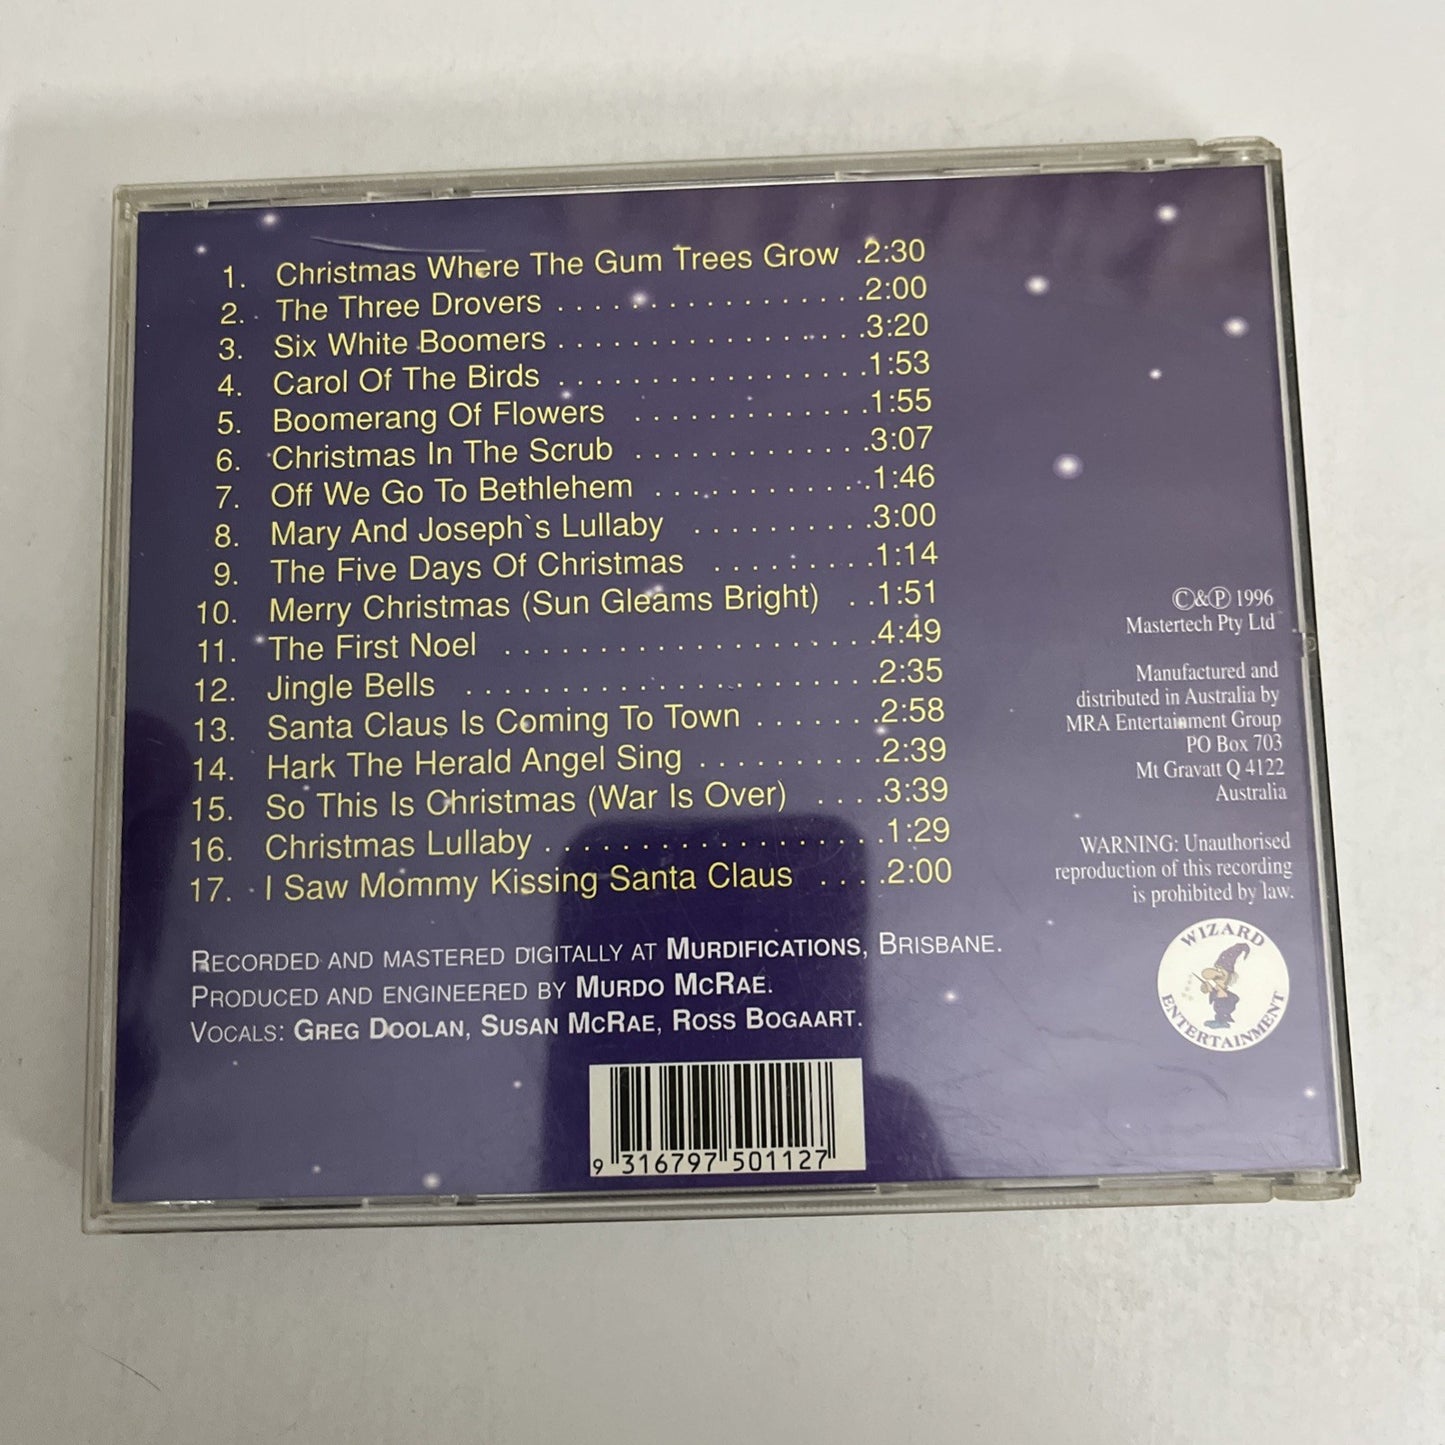 1. Christmas Where The Gum Trees Grow .2:30
2. The Three Drovers . . . . . . . . . . . . . . . . .2:00
3. Six White Boomers . . . . . . . . . . . . . . . . .3:20
4. Carol Of The Birds . . . . . . . . . . . . . . . . .1:53
5. Boomerang Of Flowers . . . . . . . . . . . . .1:55
6. Christmas In The Scrub . . . . . . . . . . . . .3:07
7. Off We Go To Bethlehem . . . . . . . . . . . .1:46
8. Mary And Joseph`s Lullaby . . . . . . . . . .3:00
9. The Five Days Of Christmas . . . . . . . . .1:14
10. Merry Christmas (Sun Gleams Bright) . .1:51
11. The First Noel . . . . . . . . . . . . . . . . . . . . .4:49
12. Jingle Bells . . . . . . . . . . . . . . . . . . . . . . .2:35
13. Santa Claus Is Coming To Town . . . . . . .2:58
14. Hark The Herald Angel Sing . . . . . . . . . .2:39
15. So This Is Christmas (War Is Over) . . . .3:39
16. Christmas Lullaby . . . . . . . . . . . . . . . . . .1:29
17. I Saw Mommy Kissing Santa Claus . . . .2:00
RECORDED AND MASTERED DIGITALLY AT MURDIFICATIONS, BRISBANE.
PRODUCED AND ENGINEERED BY MURDO MCRAE.
VOCALS: GREG DOOLAN, SUSAN MCRAE, ROSS BOGAART.
9 316797 501127
©&℗ 1996
Mastertech Pty Ltd
Manufactured and
distributed in Australia by
MRA Entertainment Group
PO Box 703
Mt Gravatt Q 4122
Australia
WARNING: Unauthorised
reproduction of this recording
is prohibited by law.
WIZARD
ENTERTAINMENT